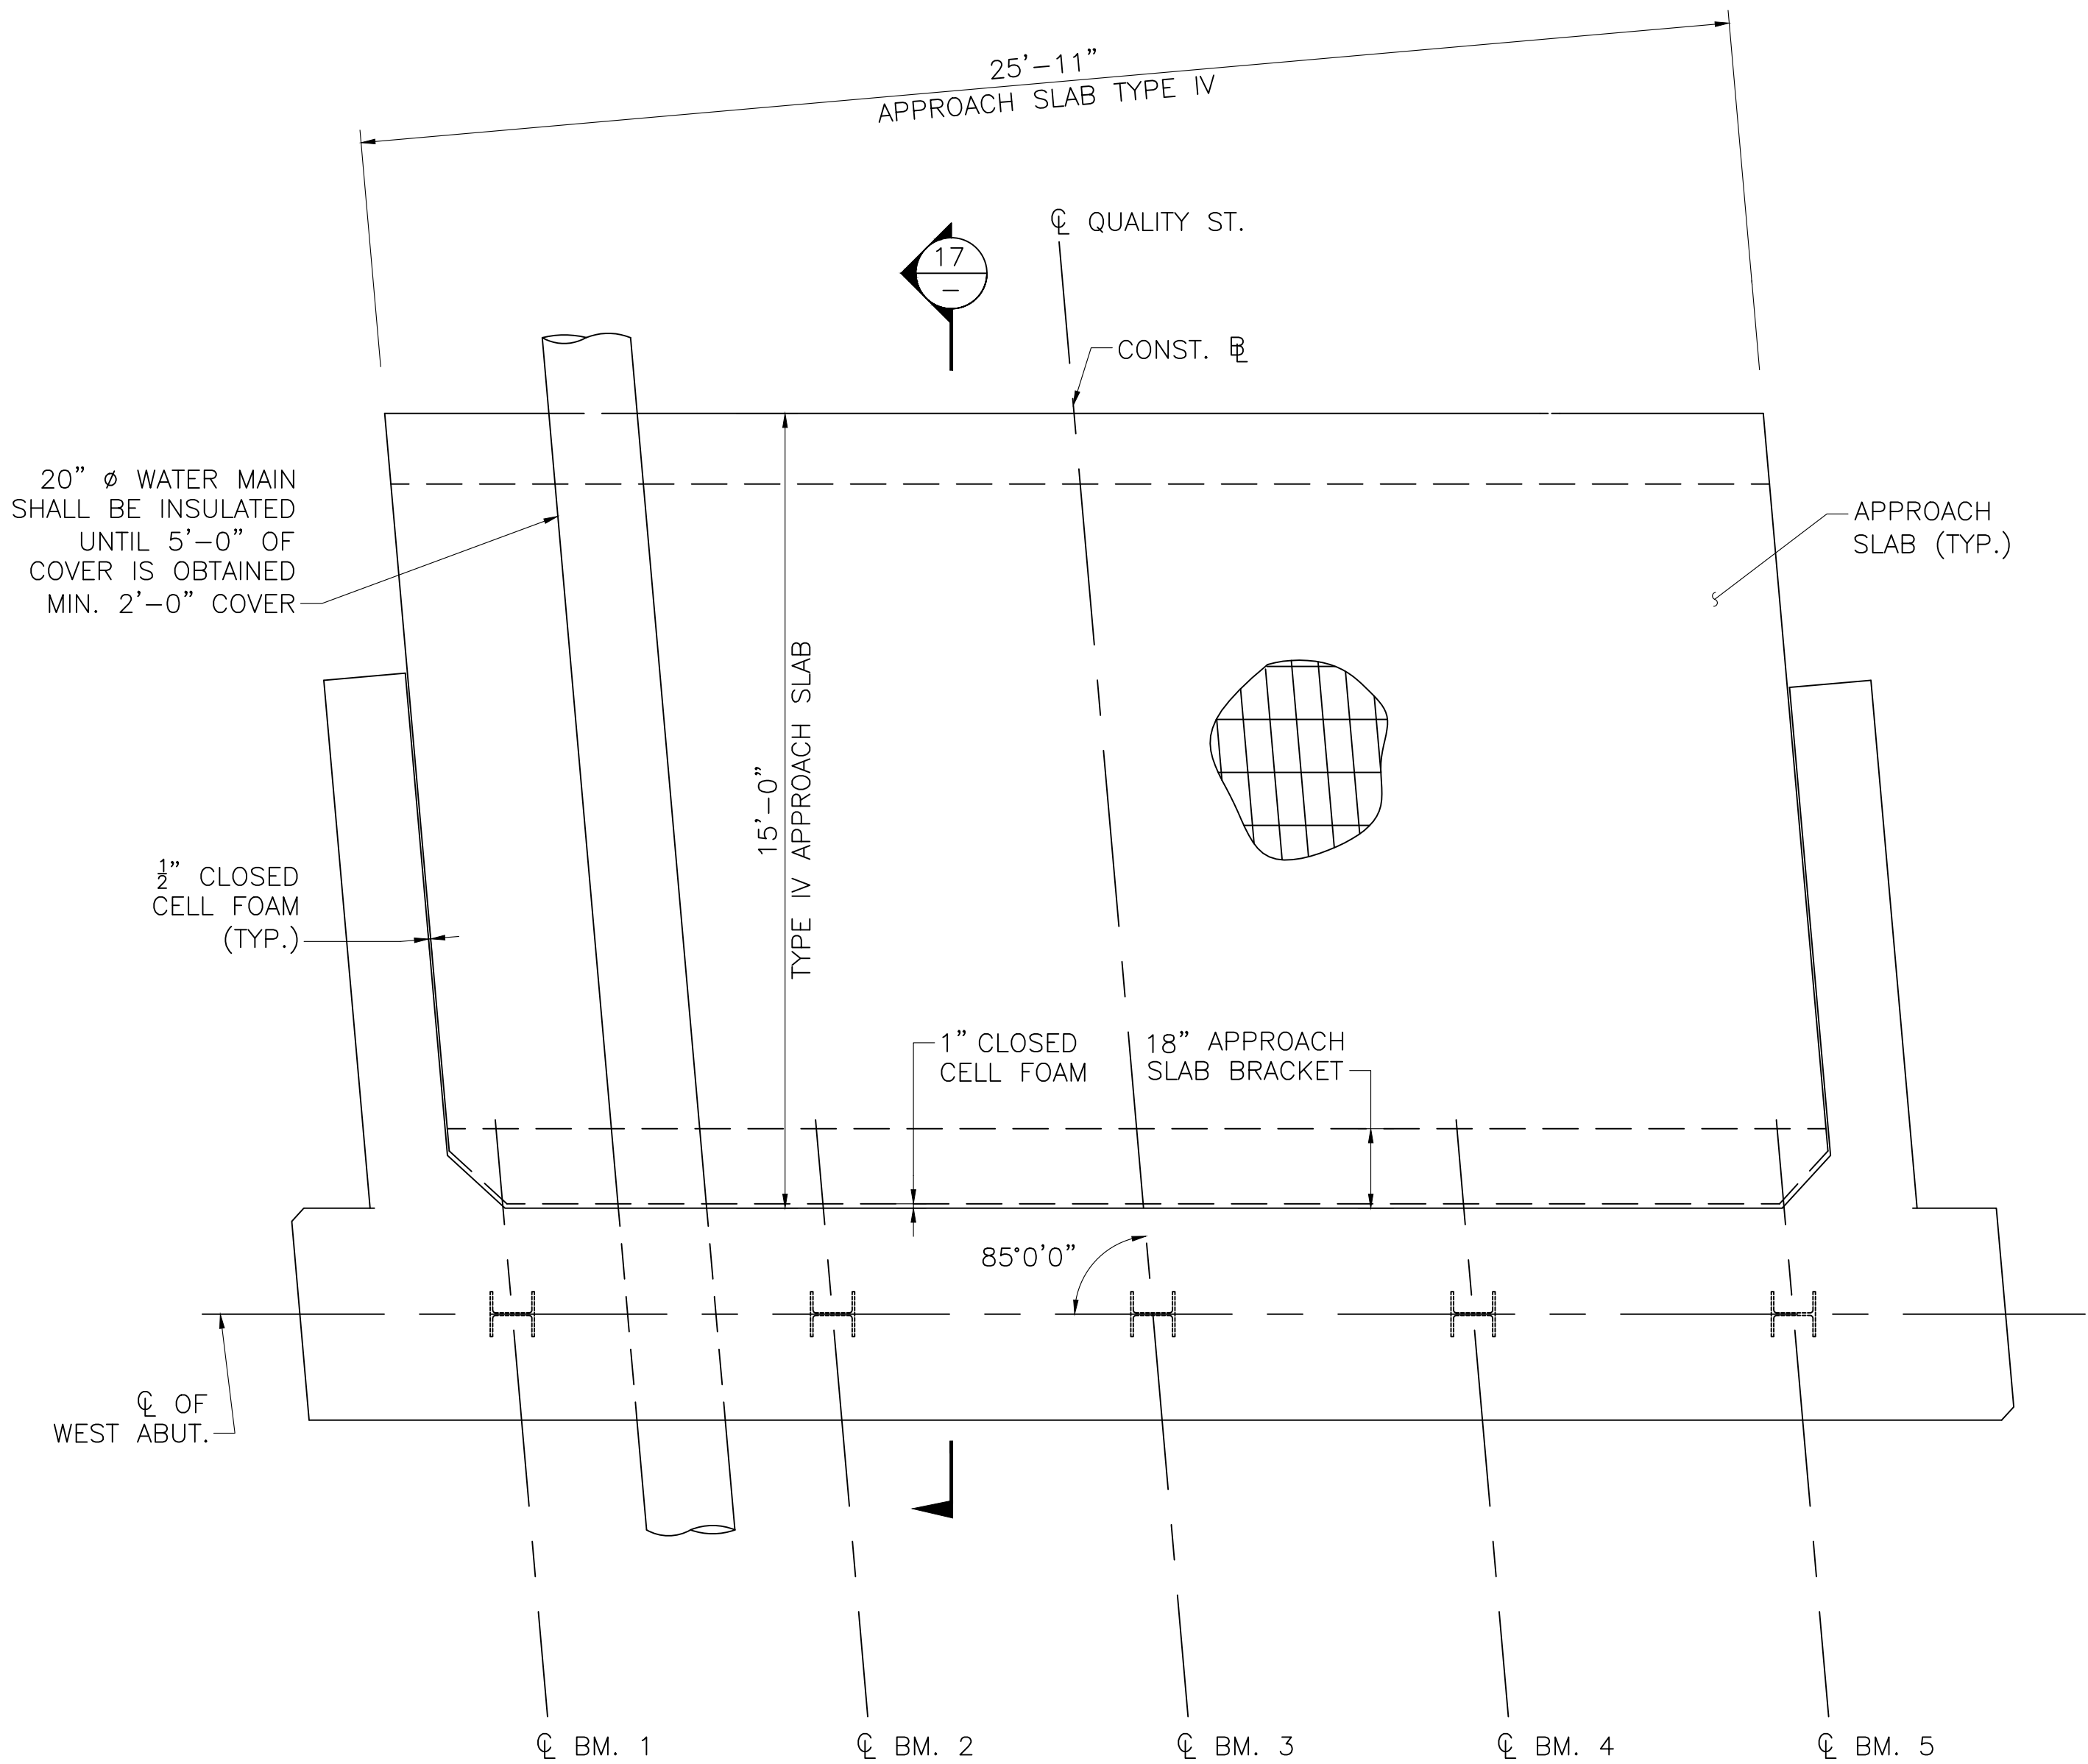 25'-11"
APPROACH SLAB TYPE IV
℄ QUALITY ST.
17
-
CONST. B̵L
20" Ø WATER MAIN
SHALL BE INSULATED
UNTIL 5'-0" OF
COVER IS OBTAINED
MIN. 2'-0" COVER
APPROACH
SLAB (TYP.)
15'-0"
TYPE IV APPROACH SLAB
½" CLOSED
CELL FOAM
(TYP.)
1" CLOSED
CELL FOAM
18" APPROACH
SLAB BRACKET
85°0'0"
℄ OF
WEST ABUT.
℄ BM. 1
℄ BM. 2
℄ BM. 3
℄ BM. 4
℄ BM. 5